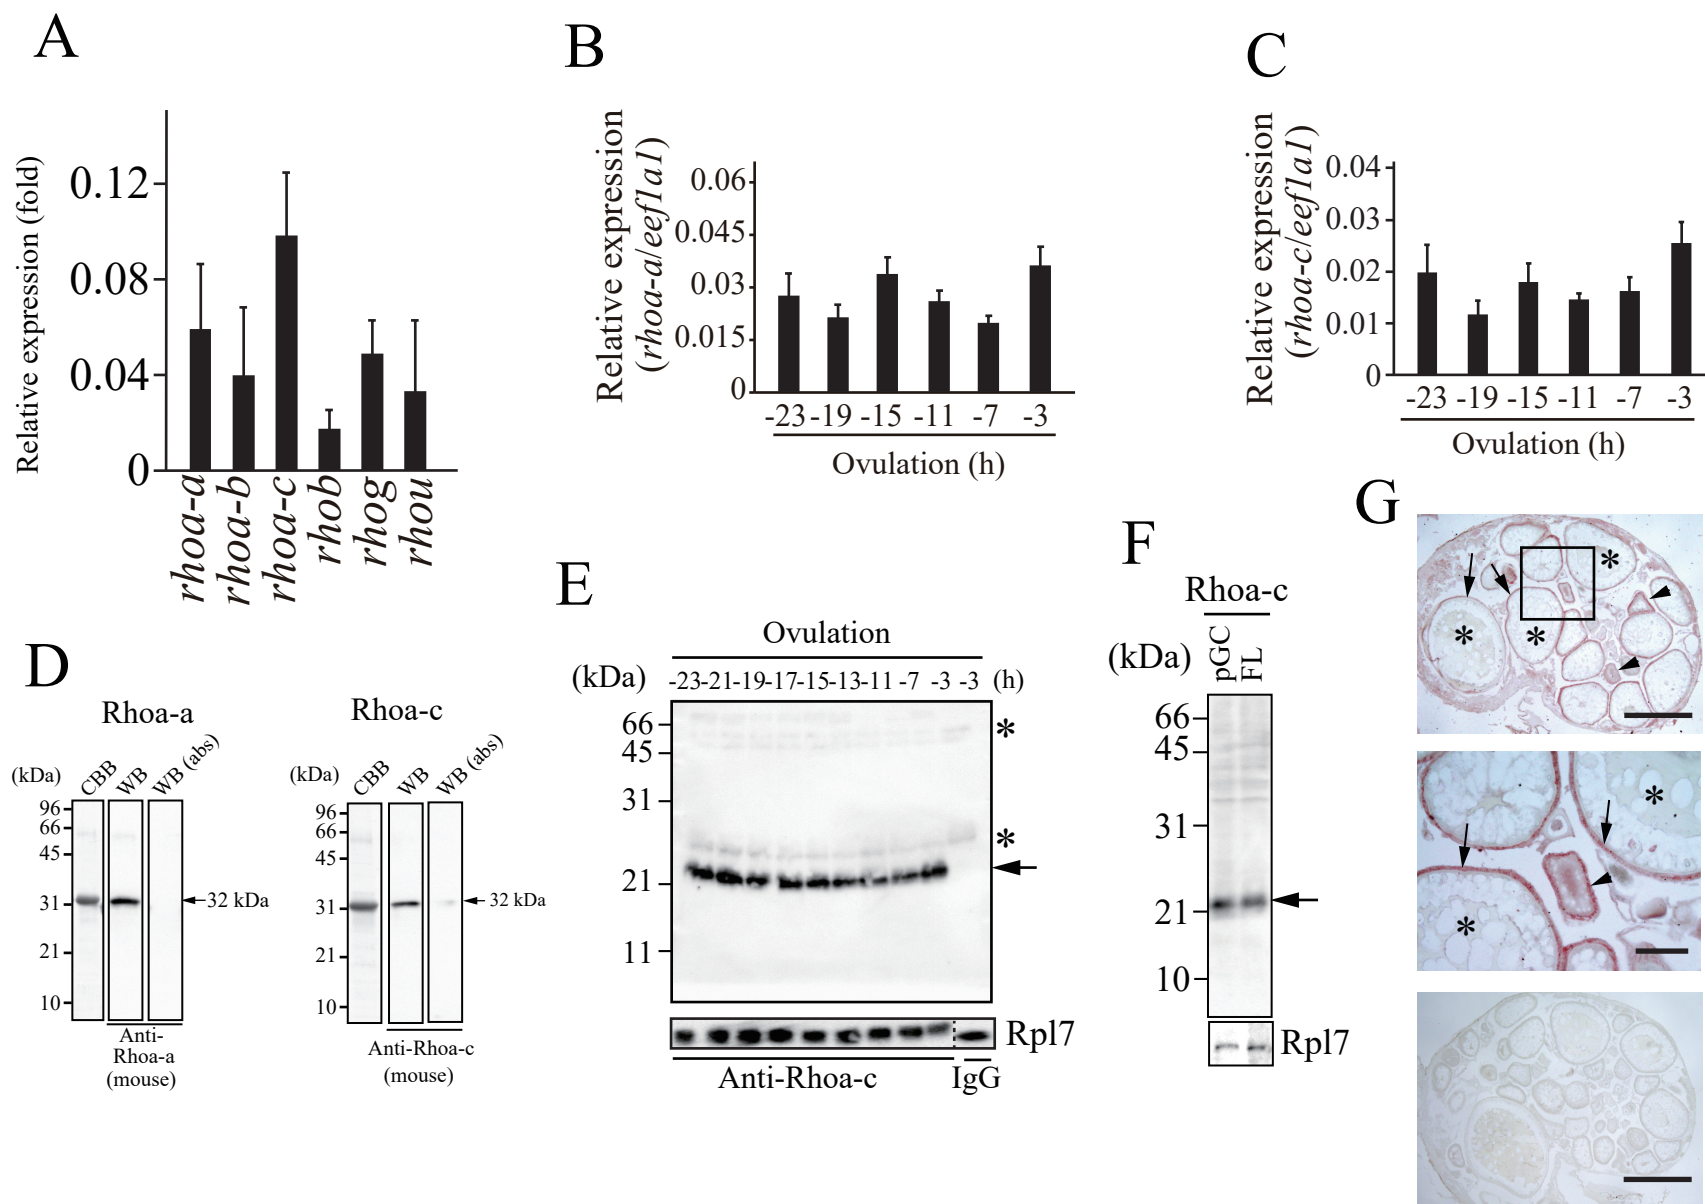 A
Relative expression (fold)
0.12
0.08
0.04
0
rhoa-a
rhoa-b
rhoa-c
rhob
rhog
rhou
B
Relative expression
(rhoa-a/eef1a1)
0.06
0.045
0.03
0.015
0
-23 -19 -15 -11 -7 -3
Ovulation (h)
C
Relative expression
(rhoa-c/eef1a1)
0.04
0.03
0.02
0.01
0
-23 -19 -15 -11 -7 -3
Ovulation (h)
D
Rhoa-a
(kDa)
CBB
WB
WB (abs)
96
66
45
31
21
10
32 kDa
Anti-
Rhoa-a
(mouse)
Rhoa-c
(kDa)
CBB
WB
WB (abs)
96
66
45
31
21
10
32 kDa
Anti-Rhoa-c
(mouse)
E
Ovulation
(kDa)
-23-21-19-17-15-13-11 -7 -3 -3 (h)
66
45
31
21
11
*
*
Rpl7
Anti-Rhoa-c
IgG
F
Rhoa-c
(kDa)
pGC
FL
66
45
31
21
10
Rpl7
G
*
*
*
*
*